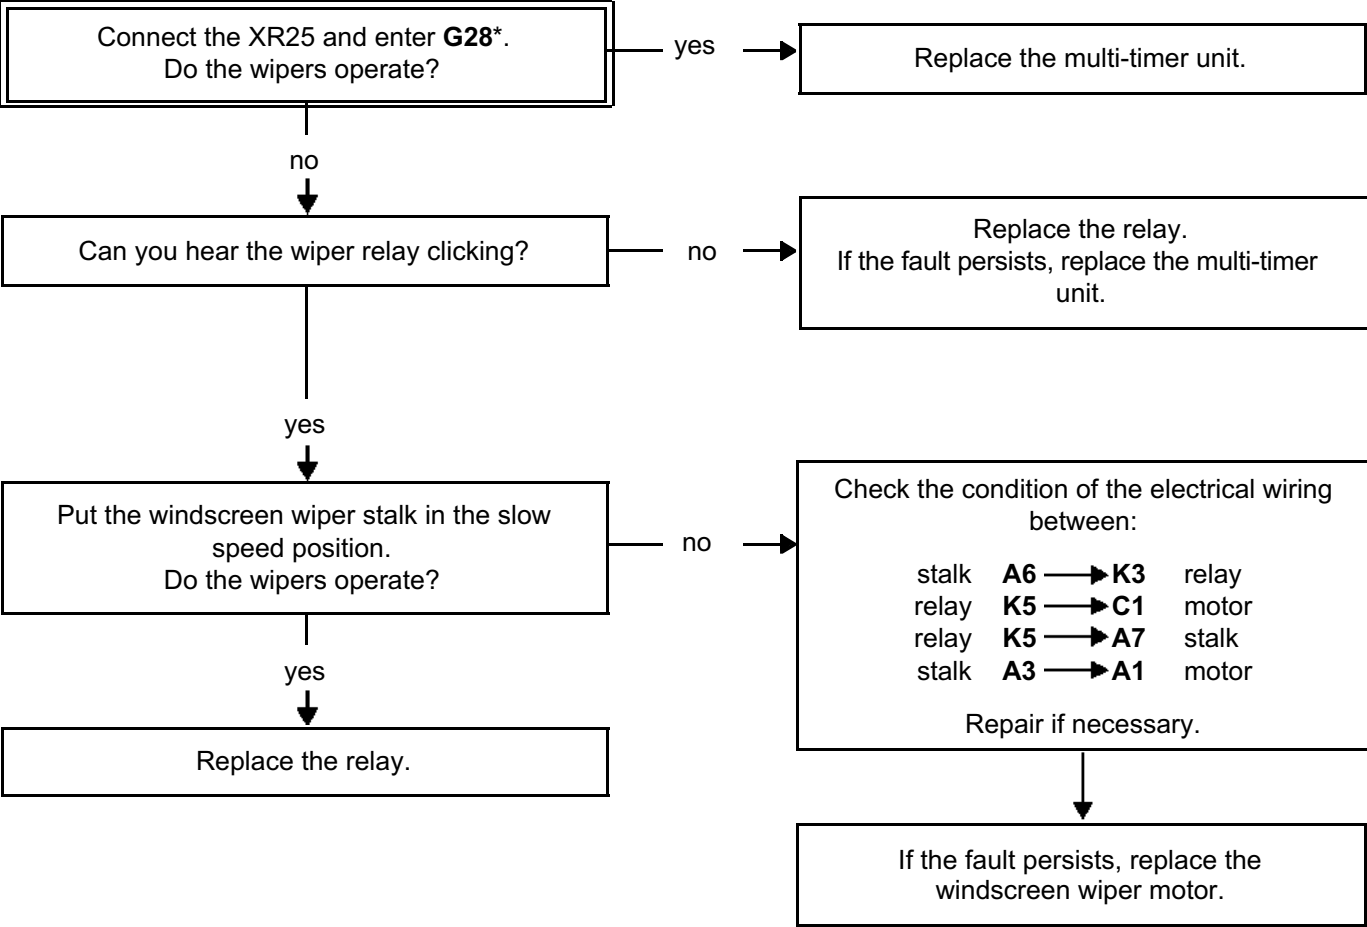 Connect the XR25 and enter G28*.
Do the wipers operate?
yes
Replace the multi-timer unit.
no
Can you hear the wiper relay clicking?
no
Replace the relay.
If the fault persists, replace the multi-timer
unit.
yes
Put the windscreen wiper stalk in the slow
speed position.
Do the wipers operate?
no
Check the condition of the electrical wiring
between:
stalk A6 K3 relay
relay K5 C1 motor
relay K5 A7 stalk
stalk A3 A1 motor
Repair if necessary.
yes
Replace the relay.
If the fault persists, replace the
windscreen wiper motor.